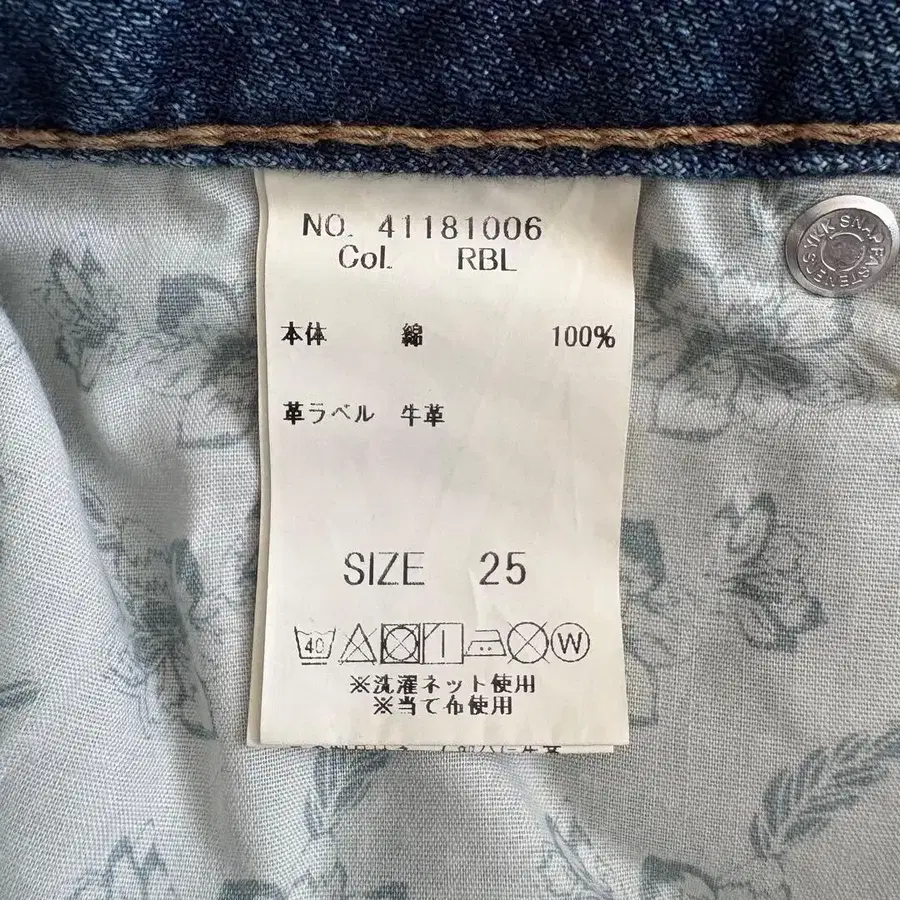 NO. 41181006
Col. RBL
本体 綿 100%
革ラベル 牛革
SIZE 25
40 W
※洗濯ネット使用
※当て布使用
YKK SNAP FASTENERS